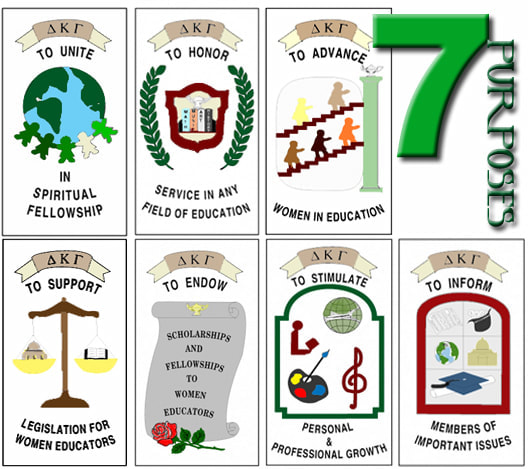 ΔΚΓ
TO UNITE
IN
SPIRITUAL
FELLOWSHIP
ΔΚΓ
TO HONOR
SERVICE IN ANY
FIELD OF EDUCATION
ΔΚΓ
TO ADVANCE
WOMEN IN EDUCATION
7
PURPOSES
ΔΚΓ
TO SUPPORT
LEGISLATION FOR
WOMEN EDUCATORS
ΔΚΓ
TO ENDOW
SCHOLARSHIPS
AND
FELLOWSHIPS
TO
WOMEN
EDUCATORS
ΔΚΓ
TO STIMULATE
PERSONAL
&
PROFESSIONAL GROWTH
ΔΚΓ
TO INFORM
MEMBERS OF
IMPORTANT ISSUES